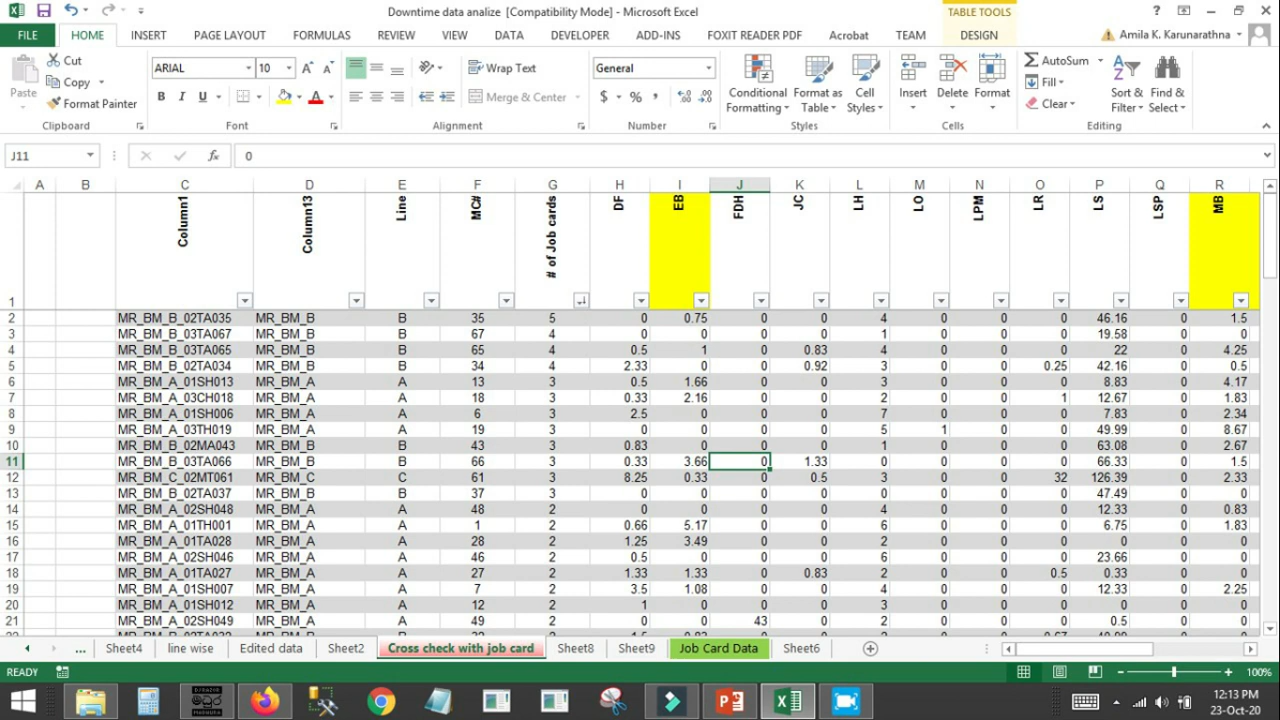 Downtime data analize [Compatibility Mode] - Microsoft Excel
TABLE TOOLS
FILE HOME INSERT PAGE LAYOUT FORMULAS REVIEW VIEW DATA DEVELOPER ADD-INS FOXIT READER PDF Acrobat TEAM DESIGN Amila K. Karunarathna
Paste
Cut
Copy
Format Painter
Clipboard
ARIAL 10
B I U
Font
Wrap Text
Merge & Center
Alignment
General
$ % ,
Number
Conditional Formatting
Format as Table
Cell Styles
Styles
Insert Delete Format
Cells
AutoSum
Fill
Clear
Sort & Filter
Find & Select
Editing
J11 fx 0
A B C D E F G H I J K L M N O P Q R
1 Column1 Column13 Line MC# # of Job cards DF EB FDH JC LH LO LPM LR LS LSP MB
2 MR_BM_B_02TA035 MR_BM_B B 35 5 0 0.75 0 0 4 0 0 0 46.16 0 1.5
3 MR_BM_B_03TA067 MR_BM_B B 67 4 0 0 0 0 1 0 0 0 19.58 0 0
4 MR_BM_B_03TA065 MR_BM_B B 65 4 0.5 1 0 0.83 4 0 0 0 22 0 4.25
5 MR_BM_B_02TA034 MR_BM_B B 34 4 2.33 0 0 0.92 3 0 0 0.25 42.16 0 0.5
6 MR_BM_A_01SH013 MR_BM_A A 13 3 0.5 1.66 0 0 3 0 0 0 8.83 0 4.17
7 MR_BM_A_03CH018 MR_BM_A A 18 3 0.33 2.16 0 0 2 0 0 1 12.67 0 1.83
8 MR_BM_A_01SH006 MR_BM_A A 6 3 2.5 0 0 0 7 0 0 0 7.83 0 2.34
9 MR_BM_A_03TH019 MR_BM_A A 19 3 0 0 0 0 5 1 0 0 49.99 0 8.67
10 MR_BM_B_02MA043 MR_BM_B B 43 3 0.83 0 0 0 1 0 0 0 63.08 0 2.67
11 MR_BM_B_03TA066 MR_BM_B B 66 3 0.33 3.66 0 1.33 0 0 0 0 66.33 0 1.5
12 MR_BM_C_02MT061 MR_BM_C C 61 3 8.25 0.33 0 0.5 3 0 0 32 126.39 0 2.33
13 MR_BM_B_02TA037 MR_BM_B B 37 3 0 0 0 0 0 0 0 0 47.49 0 0
14 MR_BM_A_02SH048 MR_BM_A A 48 2 0 0 0 0 4 0 0 0 12.33 0 0.83
15 MR_BM_A_01TH001 MR_BM_A A 1 2 0.66 5.17 0 0 6 0 0 0 6.75 0 1.83
16 MR_BM_A_01TA028 MR_BM_A A 28 2 1.25 3.49 0 0 2 0 0 0 0 0 0
17 MR_BM_A_02SH046 MR_BM_A A 46 2 0.5 0 0 0 6 0 0 0 23.66 0 0
18 MR_BM_A_01TA027 MR_BM_A A 27 2 1.33 1.33 0 0.83 2 0 0 0.5 0.33 0 0
19 MR_BM_A_01SH007 MR_BM_A A 7 2 3.5 1.08 0 0 4 0 0 0 12.33 0 2.25
20 MR_BM_A_01SH012 MR_BM_A A 12 2 1 0 0 0 3 0 0 0 0 0 0
21 MR_BM_A_02SH049 MR_BM_A A 49 2 0 0 43 0 2 0 0 0 0.5 0 0
... Sheet4 line wise Edited data Sheet2 Cross check with job card Sheet8 Sheet9 Job Card Data Sheet6
READY 100%
12:13 PM
23-Oct-20